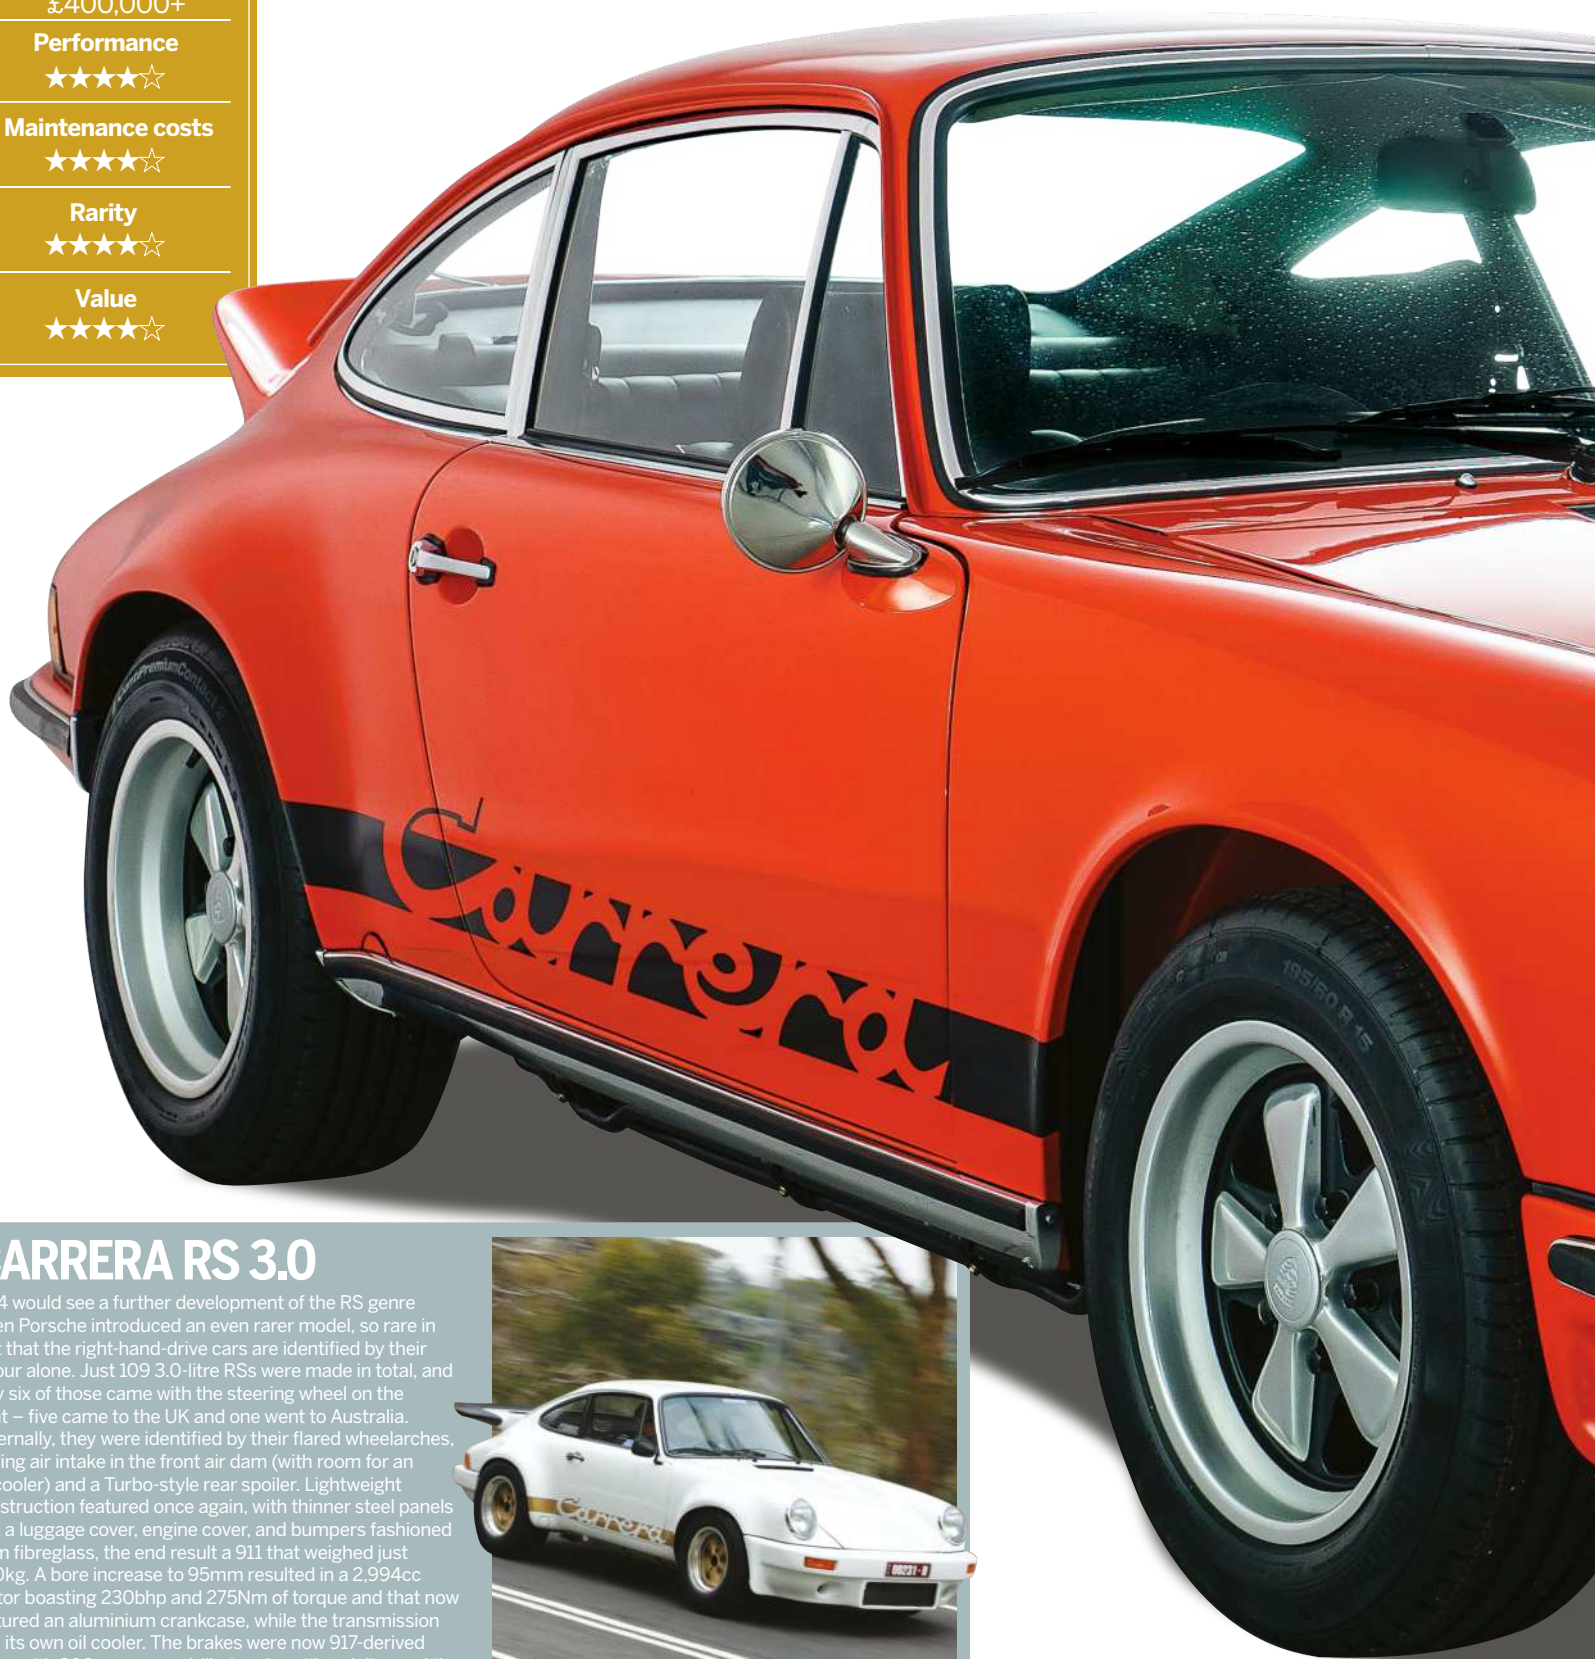 £400,000+
Performance
★★★★☆
Maintenance costs
★★★★☆
Rarity
★★★★☆
Value
★★★★☆
PremiumContact 2
Carrera
195/60 R 15
ARRERA RS 3.0
4 would see a further development of the RS genre
en Porsche introduced an even rarer model, so rare in
t that the right-hand-drive cars are identified by their
our alone. Just 109 3.0-litre RSs were made in total, and
y six of those came with the steering wheel on the
t – five came to the UK and one went to Australia.
ernally, they were identified by their flared wheelarches,
ing air intake in the front air dam (with room for an
cooler) and a Turbo-style rear spoiler. Lightweight
struction featured once again, with thinner steel panels
a luggage cover, engine cover, and bumpers fashioned
m fibreglass, the end result a 911 that weighed just
0kg. A bore increase to 95mm resulted in a 2,994cc
tor boasting 230bhp and 275Nm of torque and that now
tured an aluminium crankcase, while the transmission
its own oil cooler. The brakes were now 917-derived
Carrera